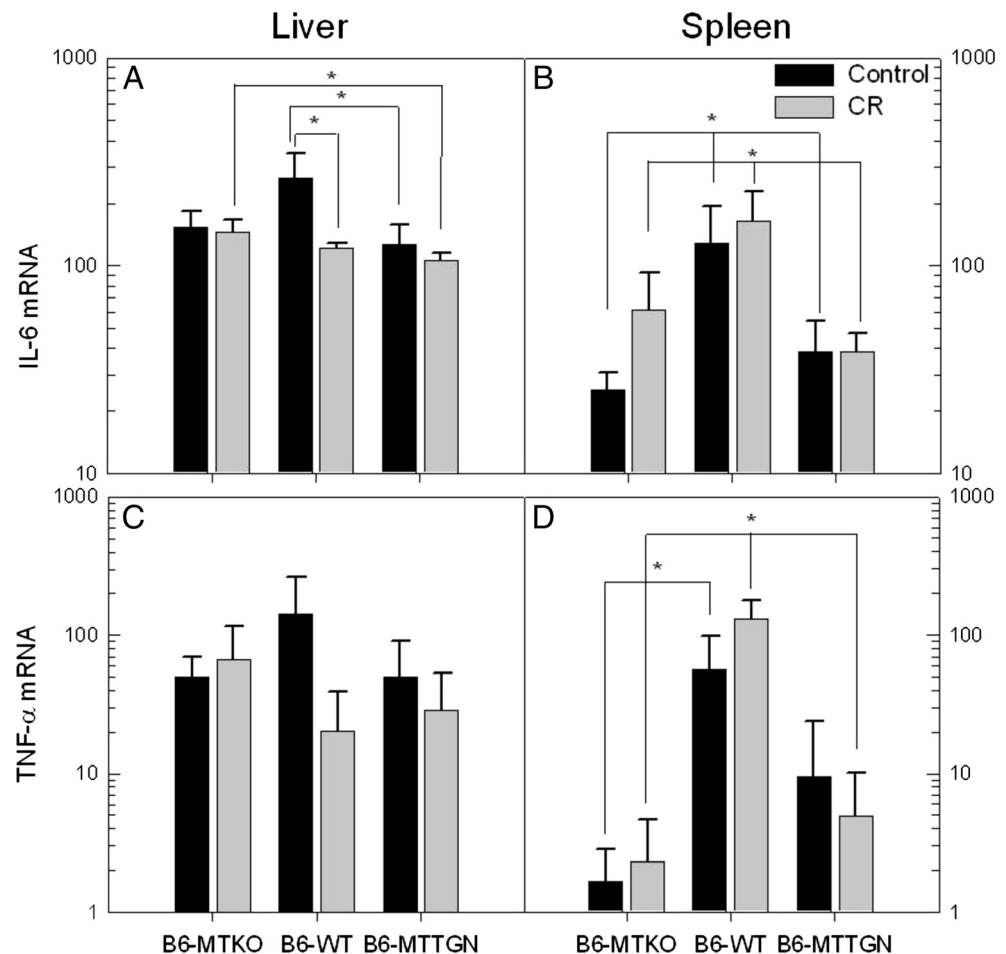 Liver Spleen
1000 A B 1000
Control
CR
* * * * *
100 100
IL-6 mRNA
10 10
1000 C D 1000
* *
100 100
TNF-α mRNA
10 10
1 1
B6-MTKO B6-WT B6-MTTGN B6-MTKO B6-WT B6-MTTGN